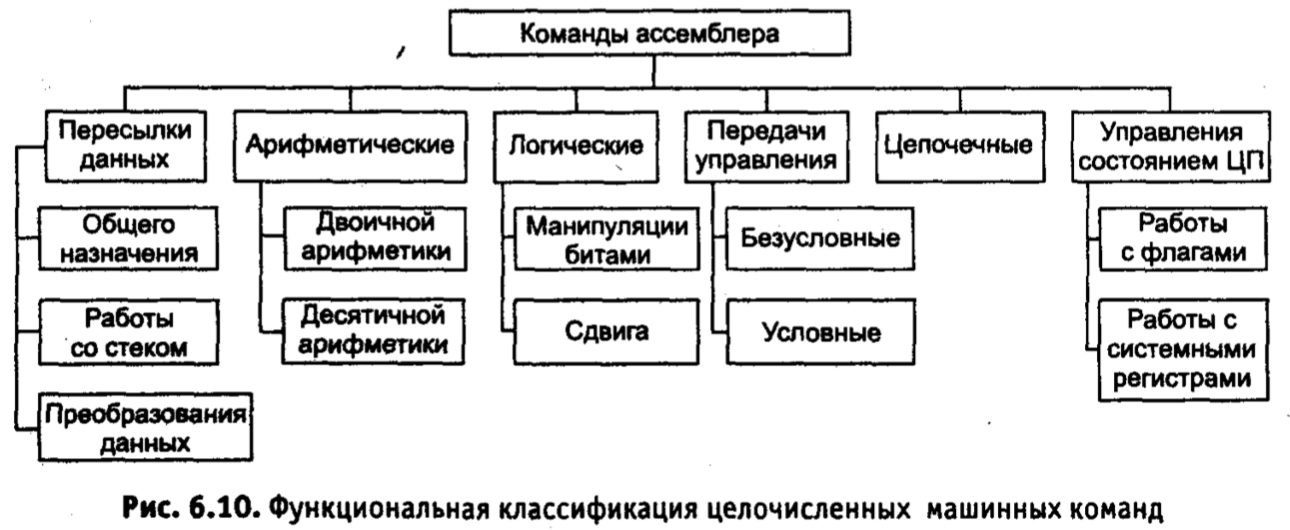 Команды ассемблера
Пересылки
данных
Арифметические
Логические
Передачи
управления
Цепочечные
Управления
состоянием ЦП
Общего
назначения
Двоичной
арифметики
Манипуляции
битами
Безусловные
Работы
с флагами
Работы
со стеком
Десятичной
арифметики
Сдвига
Условные
Работы с
системными
регистрами
Преобразования
данных
Рис. 6.10. Функциональная классификация целочисленных машинных команд